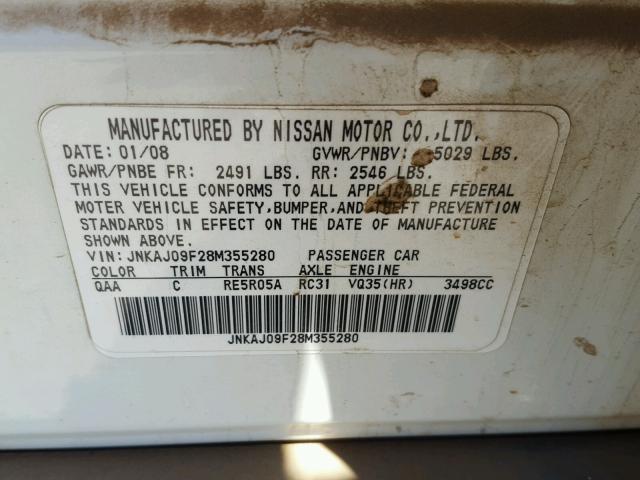 MANUFACTURED BY NISSAN MOTOR CO.,LTD.
DATE: 01/08 GVWR/PNBV: 5029 LBS.
GAWR/PNBE FR: 2491 LBS. RR: 2546 LBS.
THIS VEHICLE CONFORMS TO ALL APPLICABLE FEDERAL
MOTER VEHICLE SAFETY,BUMPER,AND THEFT PREVENTION
STANDARDS IN EFFECT ON THE DATE OF MANUFACTURE
SHOWN ABOVE.
VIN:JNKAJ09F28M355280 PASSENGER CAR
COLOR TRIM TRANS AXLE ENGINE
QAA C RE5R05A RC31 VQ35(HR) 3498CC
JNKAJ09F28M355280